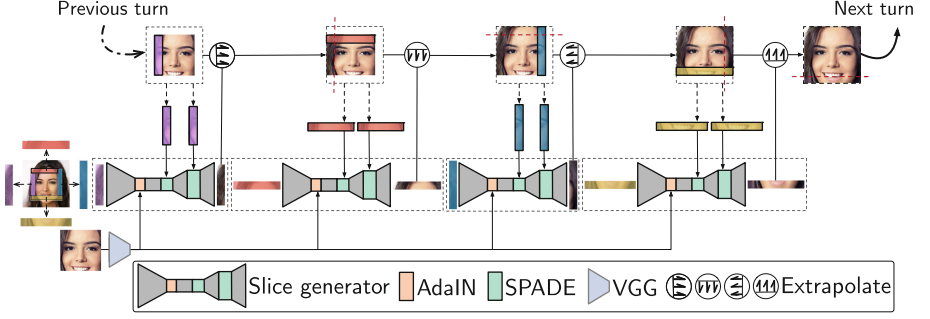 Previous turn
Next turn
Slice generator AdaIN SPADE VGG Extrapolate